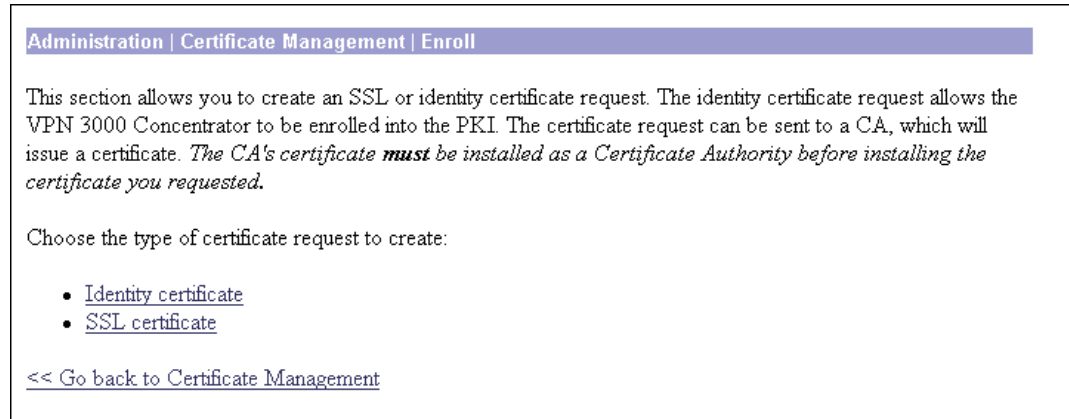 Administration | Certificate Management | Enroll
This section allows you to create an SSL or identity certificate request. The identity certificate request allows the
VPN 3000 Concentrator to be enrolled into the PKI. The certificate request can be sent to a CA, which will
issue a certificate. The CA's certificate must be installed as a Certificate Authority before installing the
certificate you requested.
Choose the type of certificate request to create:
• Identity certificate
• SSL certificate
<< Go back to Certificate Management